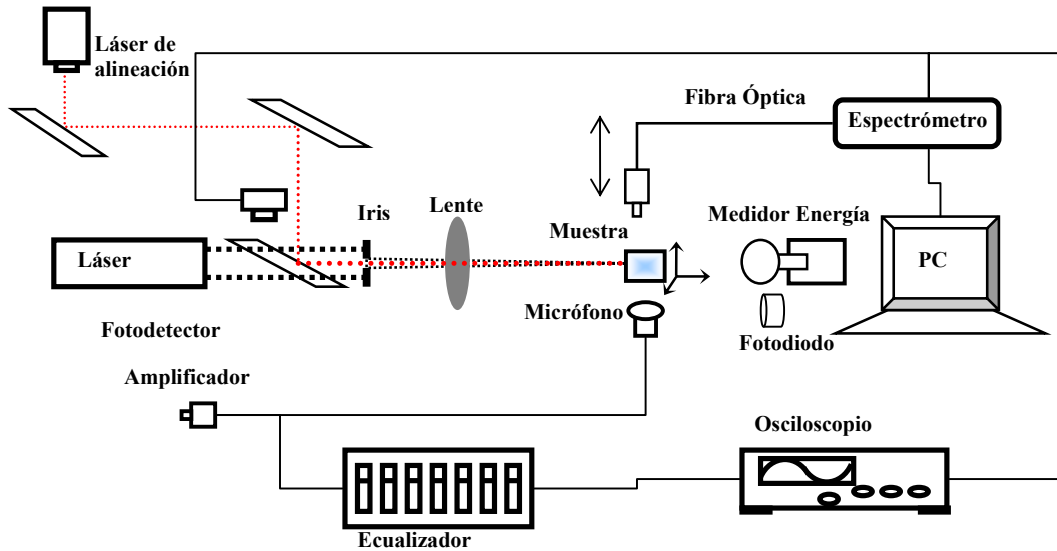 Láser de
alineación
Fibra Óptica
Espectrómetro
Iris
Lente
Muestra
Medidor Energía
Láser
PC
Micrófono
Fotodetector
Fotodiodo
Amplificador
Osciloscopio
Ecualizador